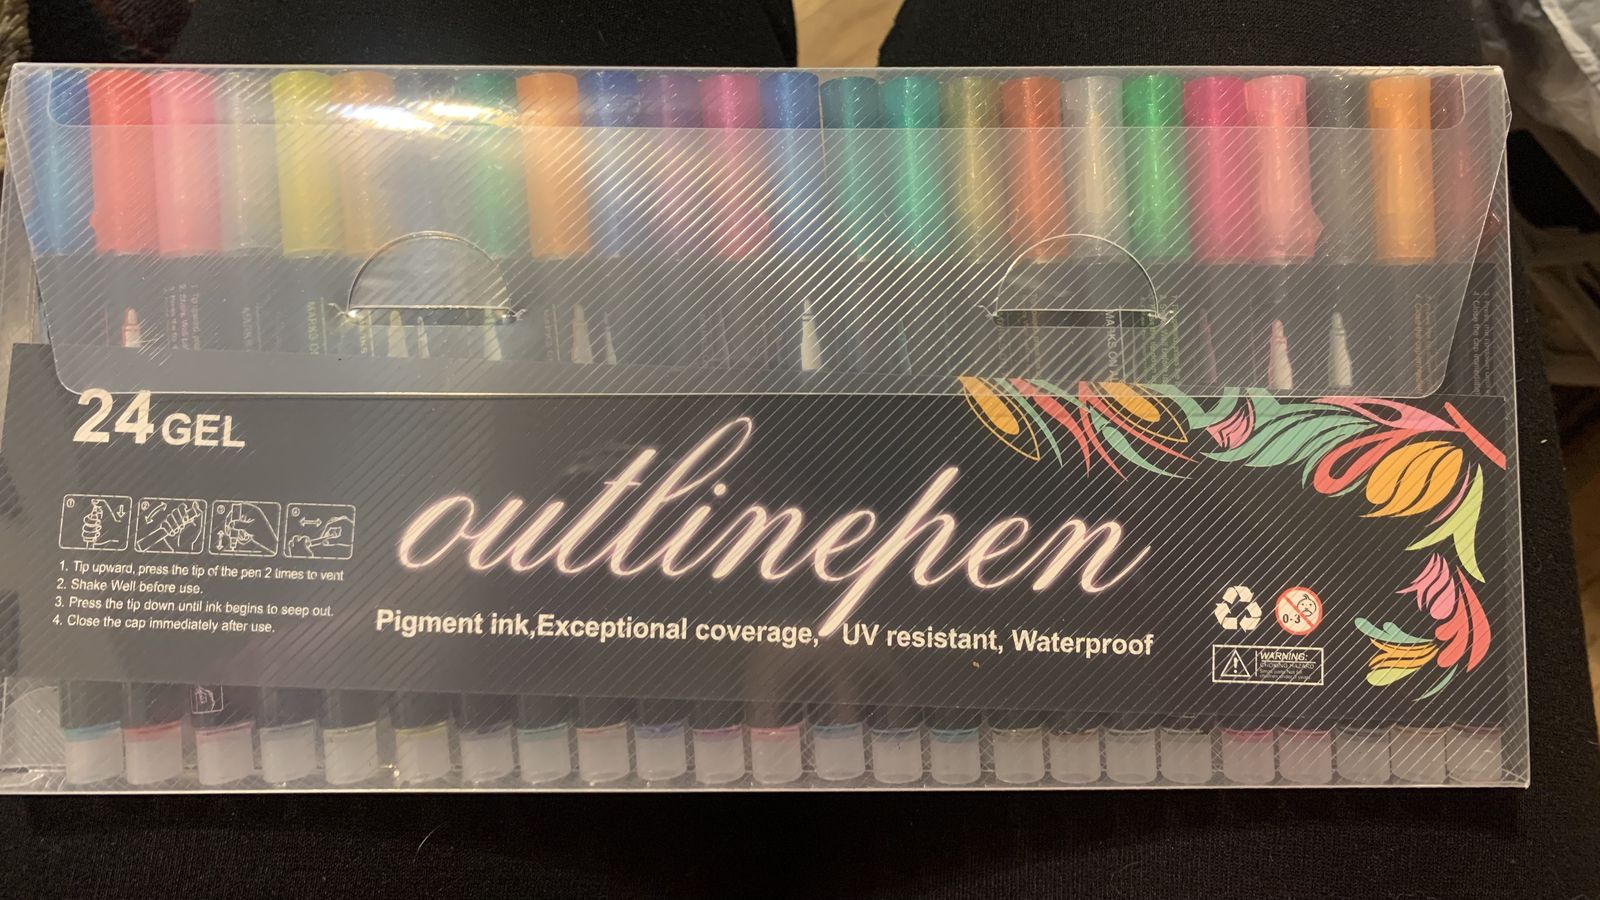 MARKS ON
24 GEL
outlinepen
1. Tip upward, press the tip of the pen 2 times to vent
2. Shake Well before use.
3. Press the tip down until ink begins to seep out.
4. Close the cap immediately after use.
Pigment ink,Exceptional coverage, UV resistant, Waterproof
0-3
WARNING:
CHOKING HAZARD